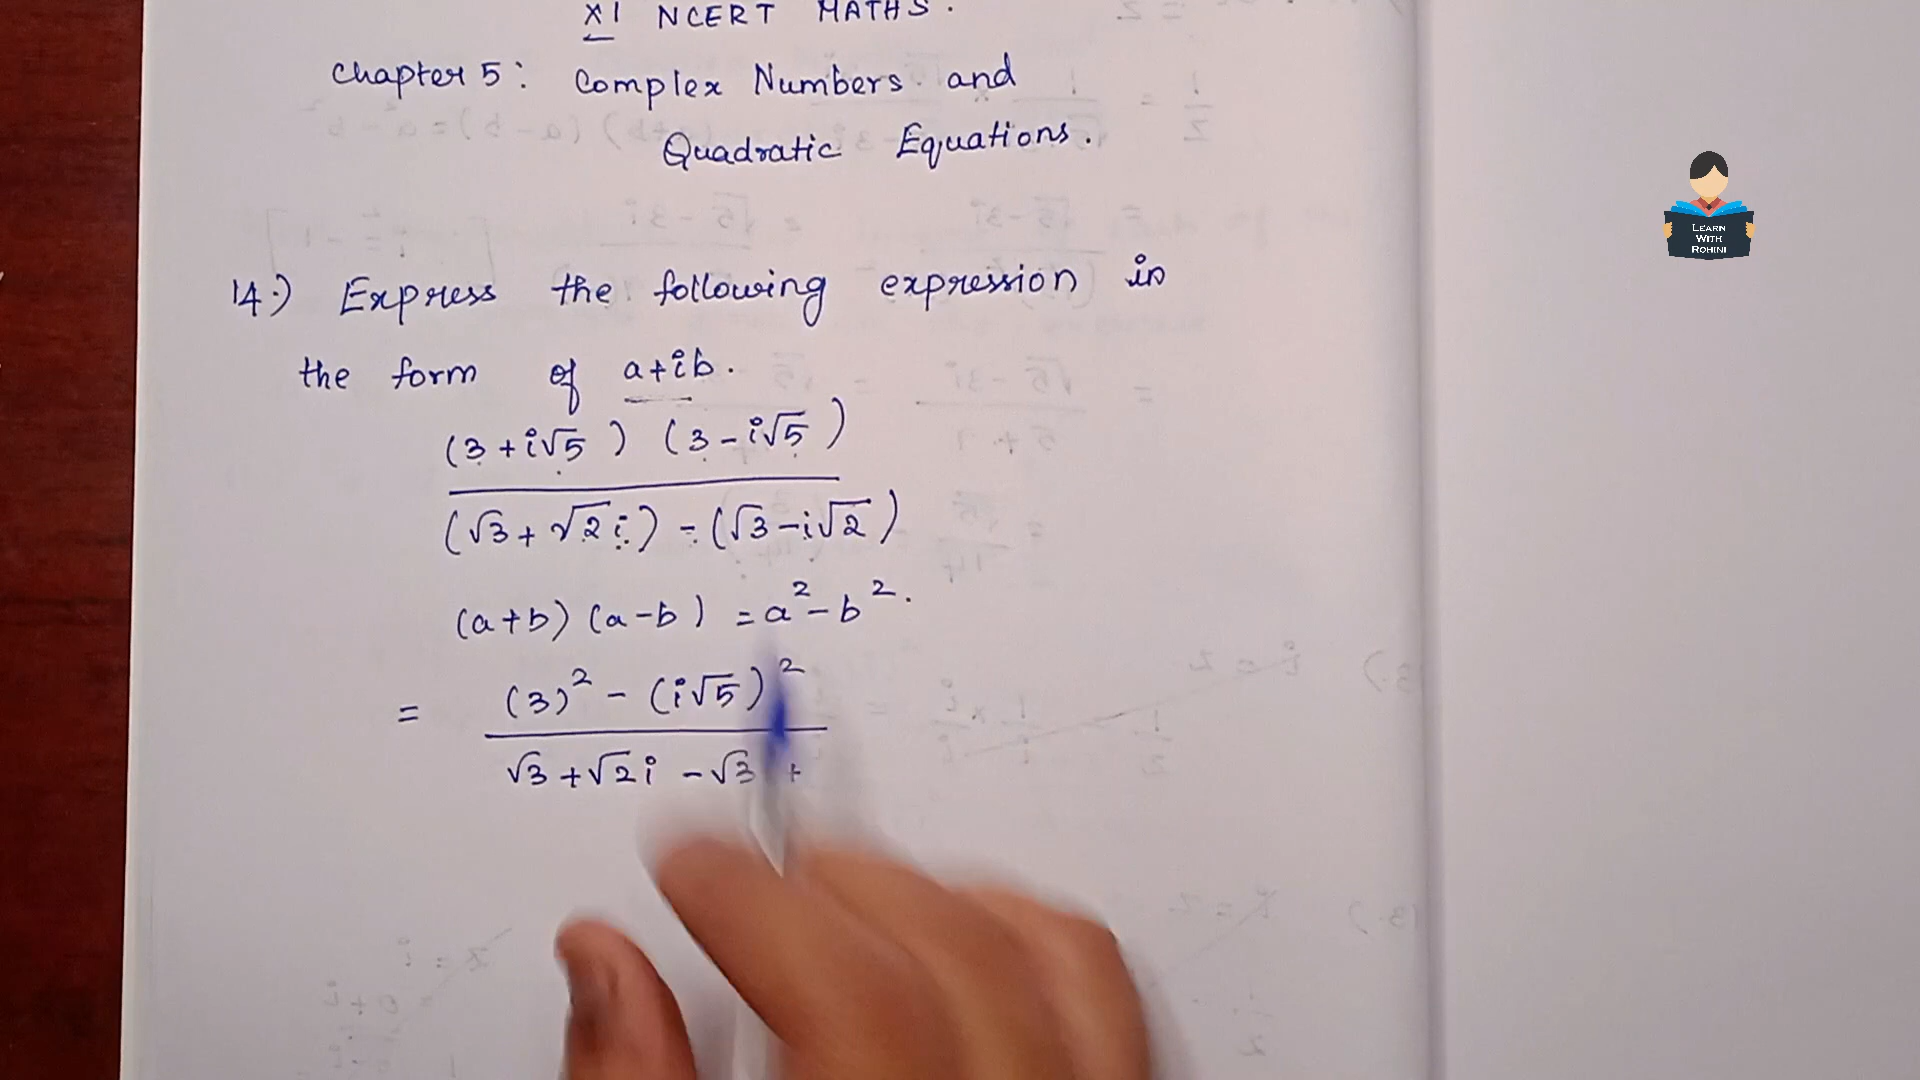 XI NCERT MATHS.
Chapter 5: Complex Numbers and
Quadratic Equations.
LEARN
WITH
ROHINI
14.) Express the following expression in
the form of a+ib.
(3+i√5) (3-i√5)
(√3+√2i) - (√3-i√2)
(a+b) (a-b) = a²-b².
= (3)² - (i√5)²
√3+√2i -√3 +